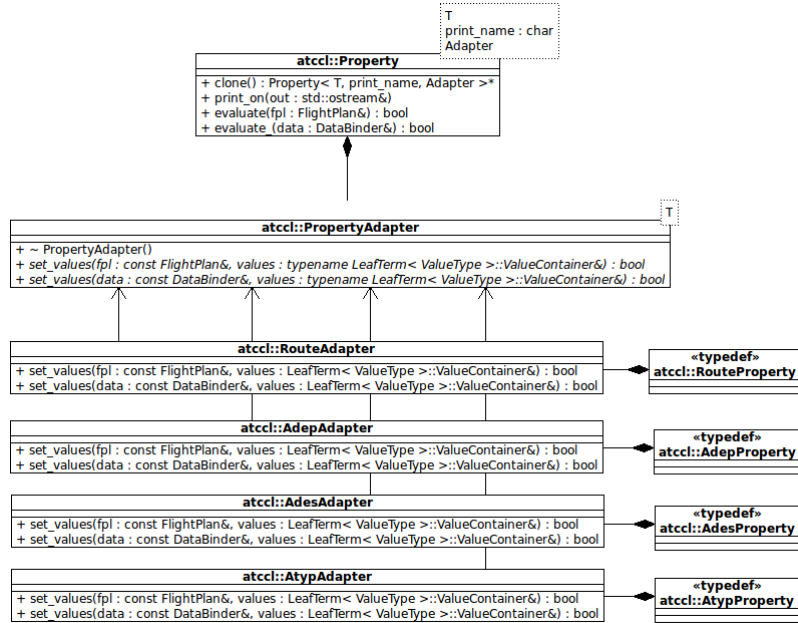 T
print_name : char
Adapter
atccl::Property
+ clone() : Property< T, print_name, Adapter >*
+ print_on(out : std::ostream&)
+ evaluate(fpl : FlightPlan&) : bool
+ evaluate_(data : DataBinder&) : bool
T
atccl::PropertyAdapter
+ ~ PropertyAdapter()
+ set_values(fpl : const FlightPlan&, values : typename LeafTerm< ValueType >::ValueContainer&) : bool
+ set_values(data : const DataBinder&, values : typename LeafTerm< ValueType >::ValueContainer&) : bool
atccl::RouteAdapter
+ set_values(fpl : const FlightPlan&, values : LeafTerm< ValueType >::ValueContainer&) : bool
+ set_values(data : const DataBinder&, values : LeafTerm< ValueType >::ValueContainer&) : bool
«typedef»
atccl::RouteProperty
atccl::AdepAdapter
+ set_values(fpl : const FlightPlan&, values : LeafTerm< ValueType >::ValueContainer&) : bool
+ set_values(data : const DataBinder&, values : LeafTerm< ValueType >::ValueContainer&) : bool
«typedef»
atccl::AdepProperty
atccl::AdesAdapter
+ set_values(fpl : const FlightPlan&, values : LeafTerm< ValueType >::ValueContainer&) : bool
+ set_values(data : const DataBinder&, values : LeafTerm< ValueType >::ValueContainer&) : bool
«typedef»
atccl::AdesProperty
atccl::AtypAdapter
+ set_values(fpl : const FlightPlan&, values : LeafTerm< ValueType >::ValueContainer&) : bool
+ set_values(data : const DataBinder&, values : LeafTerm< ValueType >::ValueContainer&) : bool
«typedef»
atccl::AtypProperty